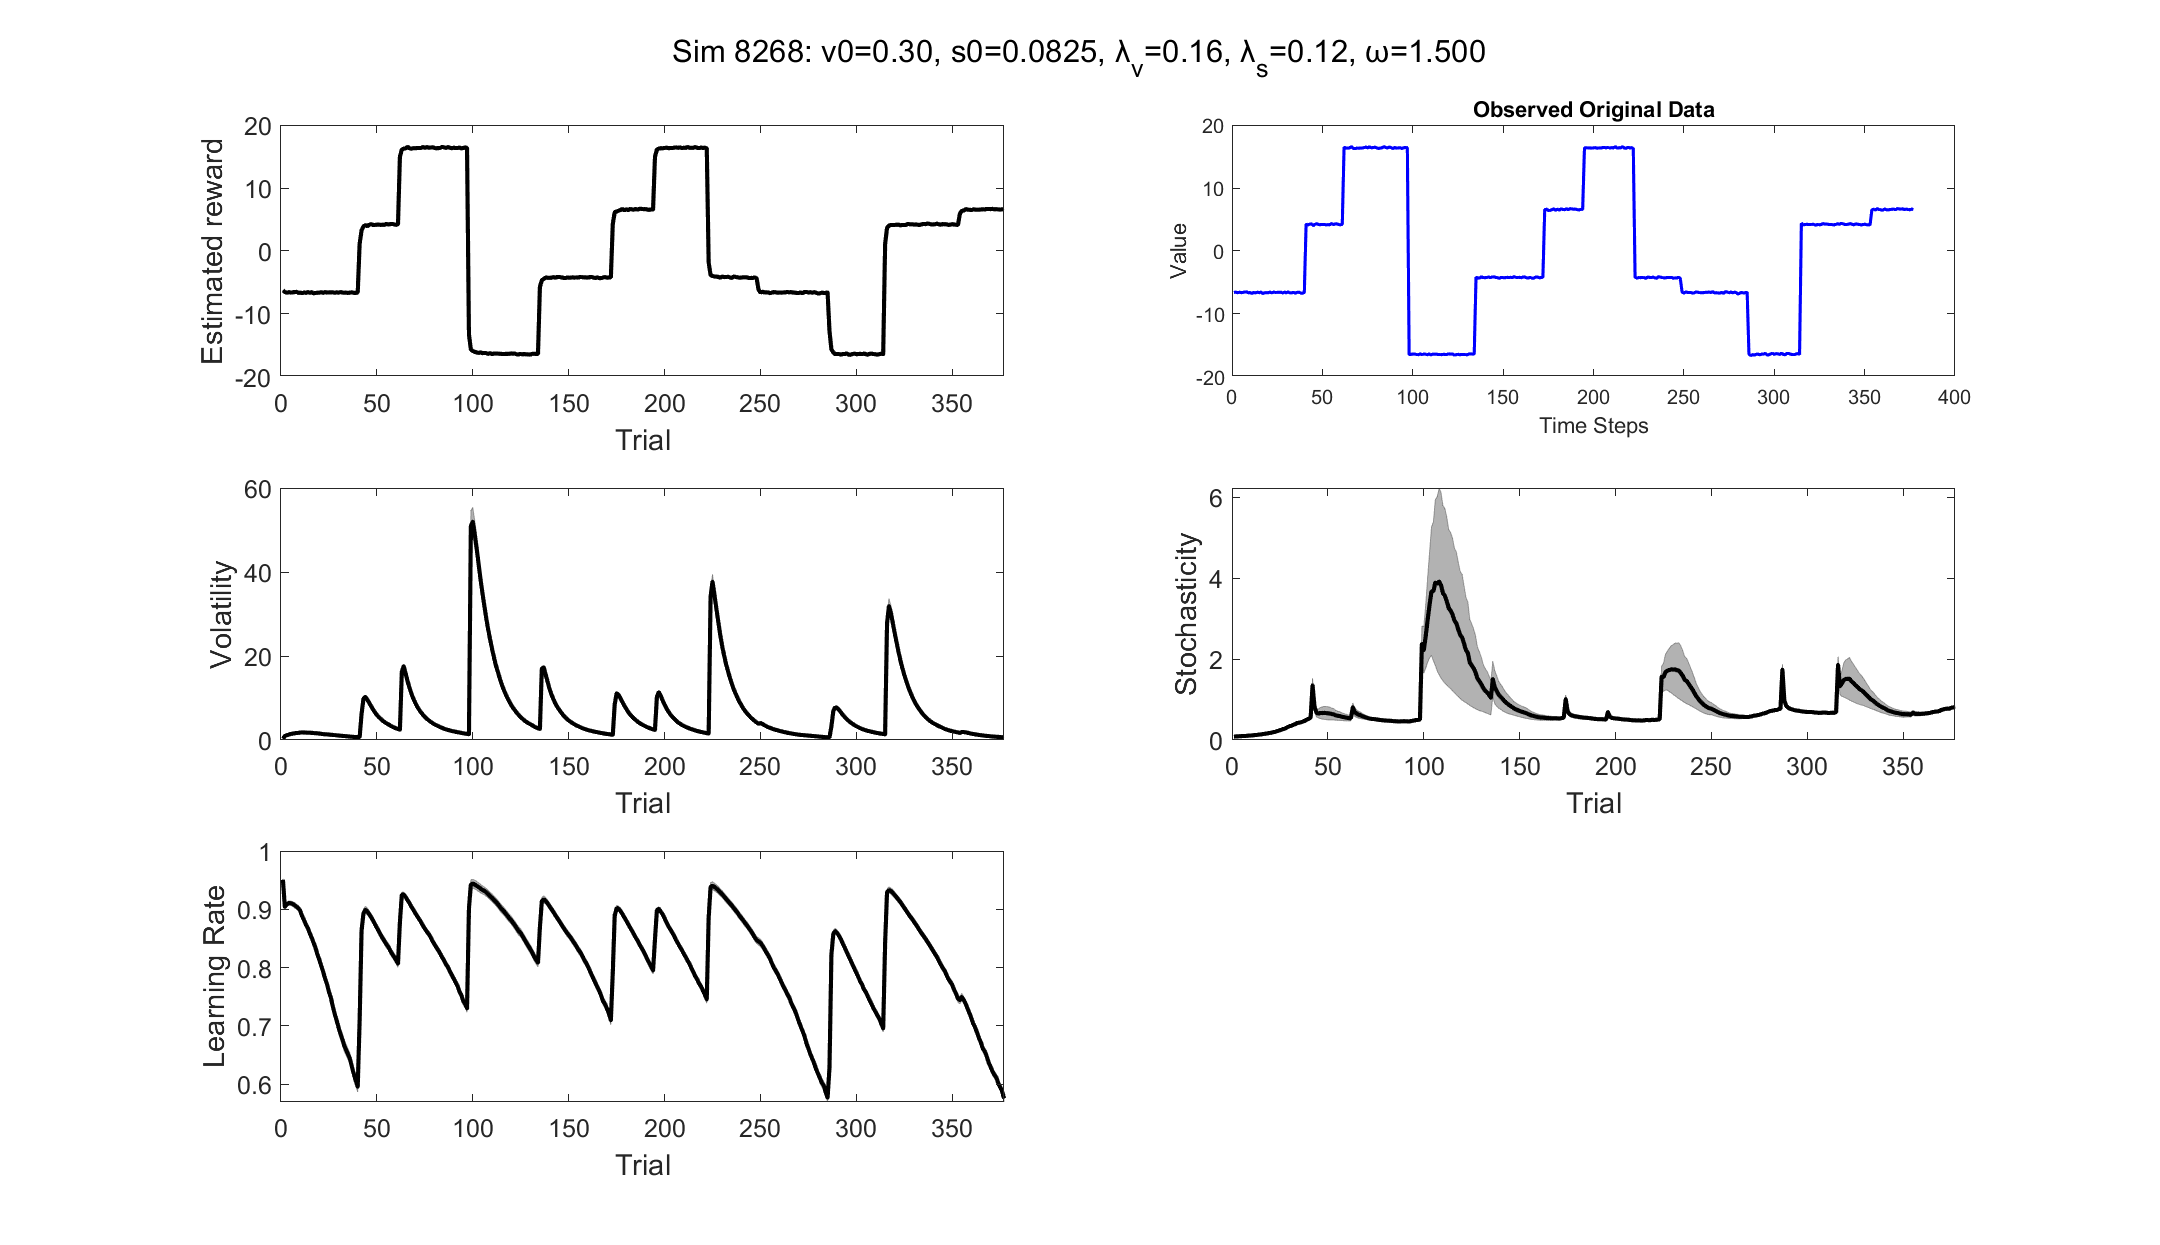 Sim 8268: v0=0.30, s0=0.0825, λv=0.16, λs=0.12, ω=1.500
Estimated reward
20
10
0
-10
-20
0 50 100 150 200 250 300 350
Trial
Observed Original Data
Value
20
10
0
-10
-20
0 50 100 150 200 250 300 350 400
Time Steps
Volatility
60
40
20
0
0 50 100 150 200 250 300 350
Trial
Stochasticity
6
4
2
0
0 50 100 150 200 250 300 350
Trial
Learning Rate
1
0.9
0.8
0.7
0.6
0 50 100 150 200 250 300 350
Trial